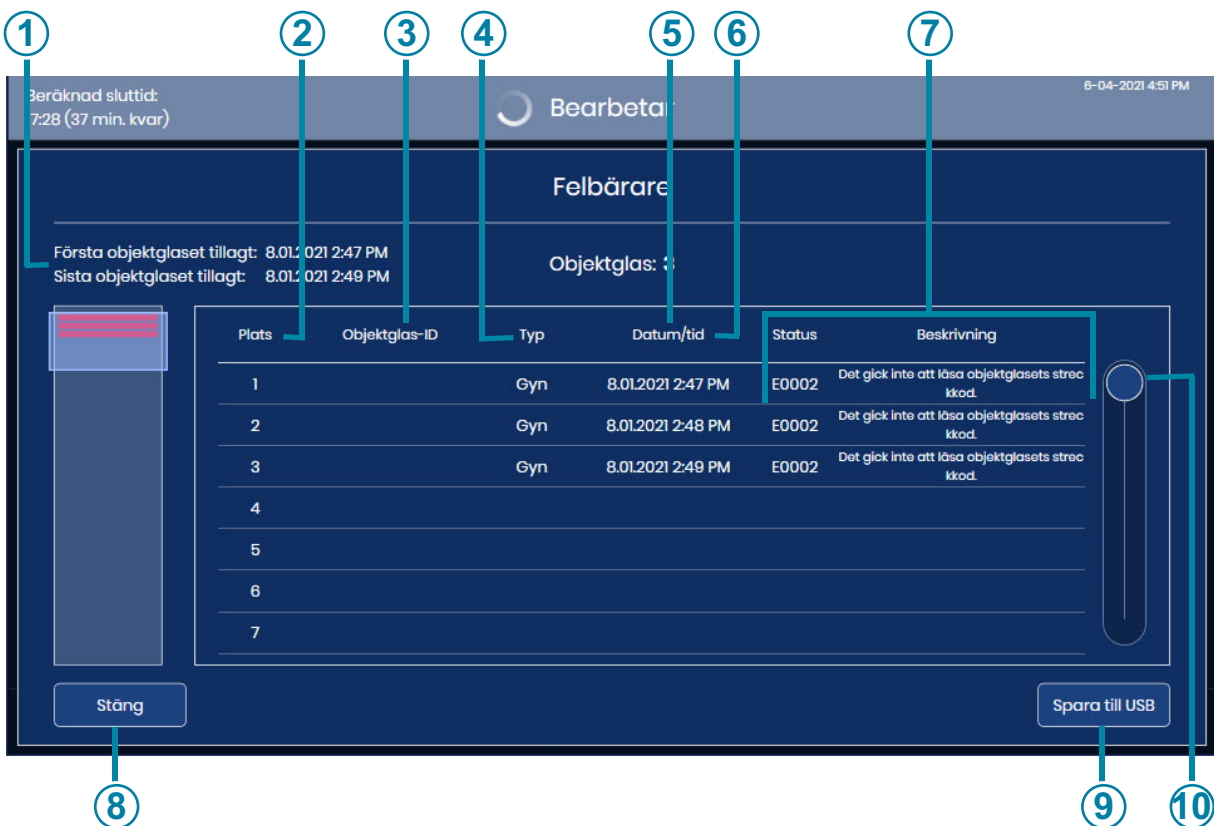 1 2 3 4 5 6 7
Beräknad sluttid:
7:28 (37 min. kvar)
Bearbetar
6-04-2021 4:51 PM
Felbärare
Första objektglaset tillagt: 8.01.2021 2:47 PM
Sista objektglaset tillagt: 8.01.2021 2:49 PM
Objektglas: 3
Plats Objektglas-ID Typ Datum/tid Status Beskrivning
1 Gyn 8.01.2021 2:47 PM E0002 Det gick inte att läsa objektglasets strec
kkod.
2 Gyn 8.01.2021 2:48 PM E0002 Det gick inte att läsa objektglasets strec
kkod.
3 Gyn 8.01.2021 2:49 PM E0002 Det gick inte att läsa objektglasets strec
kkod.
4
5
6
7
Stäng
Spara till USB
8 9 10